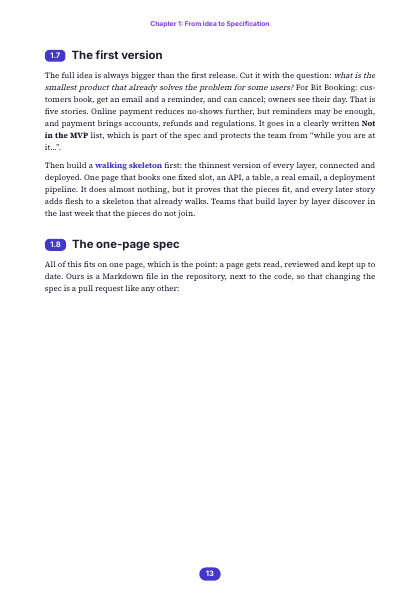 Chapter 1: From Idea to Specification
1.7 The first version
The full idea is always bigger than the first release. Cut it with the question: what is the
smallest product that already solves the problem for some users? For Bit Booking: cus-
tomers book, get an email and a reminder, and can cancel; owners see their day. That is
five stories. Online payment reduces no-shows further, but reminders may be enough,
and payment brings accounts, refunds and regulations. It goes in a clearly written Not
in the MVP list, which is part of the spec and protects the team from “while you are at
it...”.
Then build a walking skeleton first: the thinnest version of every layer, connected and
deployed. One page that books one fixed slot, an API, a table, a real email, a deployment
pipeline. It does almost nothing, but it proves that the pieces fit, and every later story
adds flesh to a skeleton that already walks. Teams that build layer by layer discover in
the last week that the pieces do not join.
1.8 The one-page spec
All of this fits on one page, which is the point: a page gets read, reviewed and kept up to
date. Ours is a Markdown file in the repository, next to the code, so that changing the
spec is a pull request like any other:
13